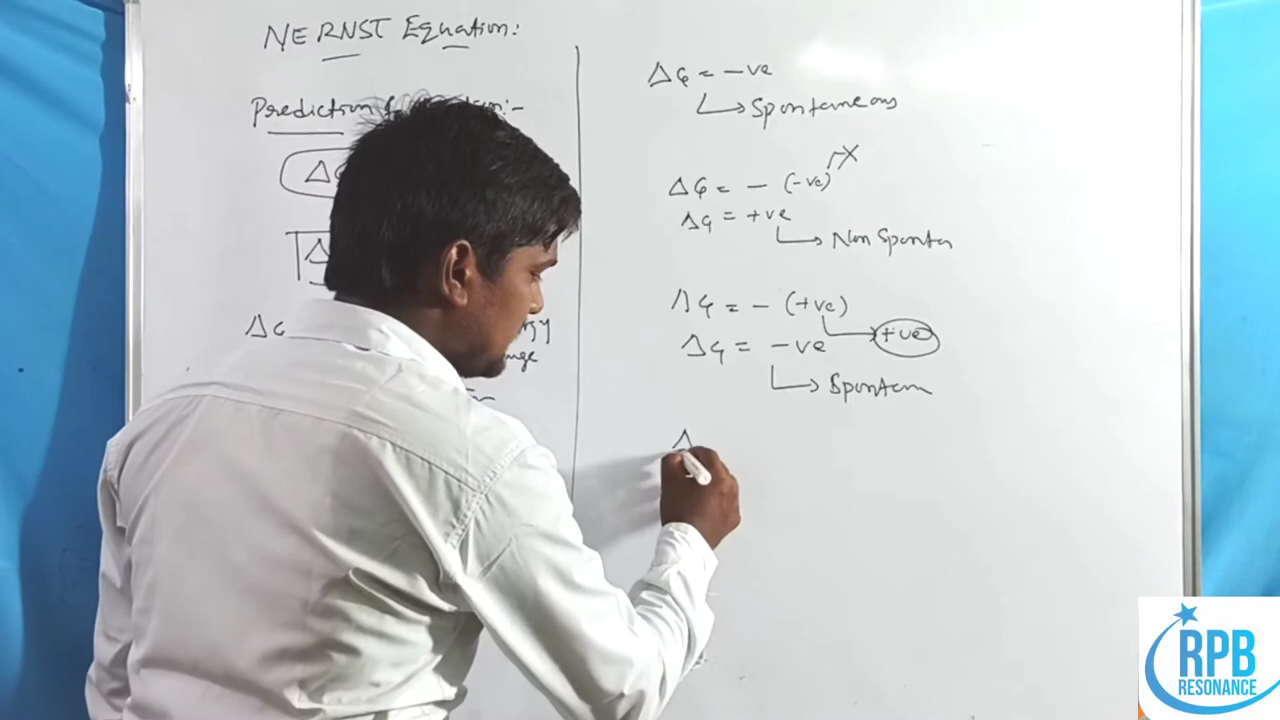 NERNST Equation:
Prediction
ΔG
Δ
ΔG
ΔG = -ve
Spontaneous
ΔG = - (-ve) X
ΔG = +ve
Non Sponta
ΔG = - (+ve)
+ve
ΔG = -ve
Spontan
Δ
RPB
RESONANCE